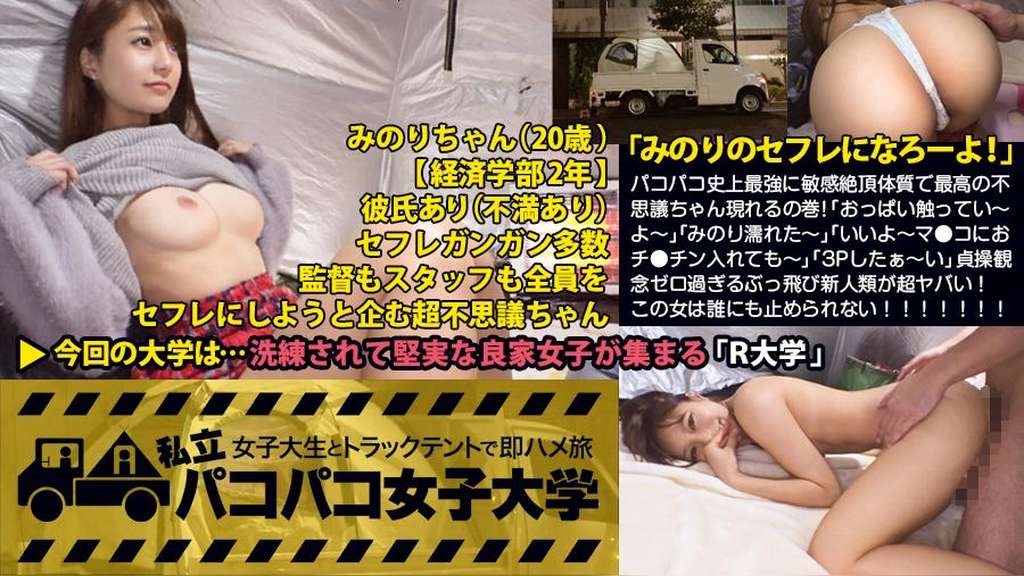 みのりちゃん(20歳)
【経済学部2年】
彼氏あり(不満あり)
セフレガンガン多数
監督もスタッフも全員を
セフレにしようと企む超不思議ちゃん
「みのりのセフレになろーよ!」
パコパコ史上最強に敏感絶頂体質で最高の不
思議ちゃん現れるの巻!「おっぱい触ってい〜
よ〜」「みのり濡れた〜」「いいよ〜マ●コにお
チ●チン入れても〜」「3Pしたぁ〜い」貞操観
念ゼロ過ぎるぶっ飛び新人類が超ヤバい!
この女は誰にも止められない!!!!!!!
▶今回の大学は…洗練されて堅実な良家女子が集まる「R大学」
私立 女子大生とトラックテントで即ハメ旅
パコパコ女子大学